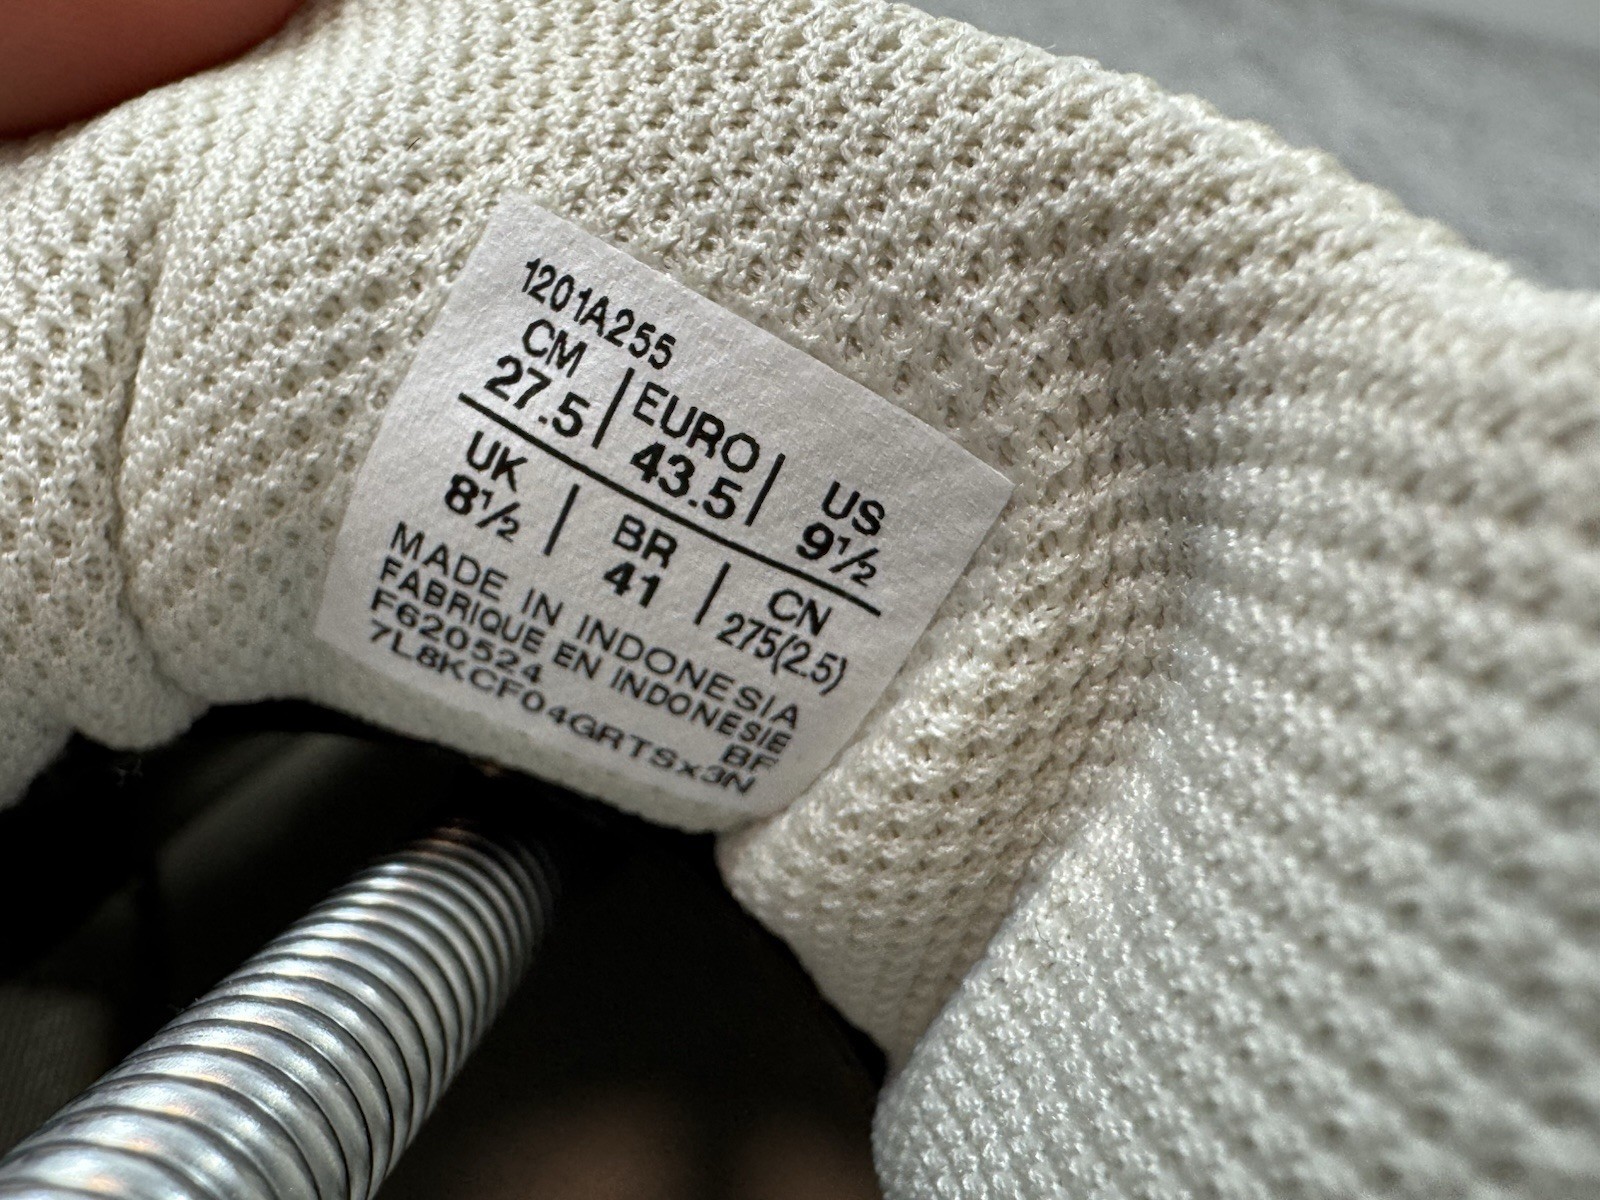 1201A255
CM | EURO | US
27.5 | 43.5 | 9½
UK | BR | CN
8½ | 41 | 275(2.5)
MADE IN INDONESIA
FABRIQUE EN INDONESIE
F620524 BF
7L8KCF04GRTSx3N